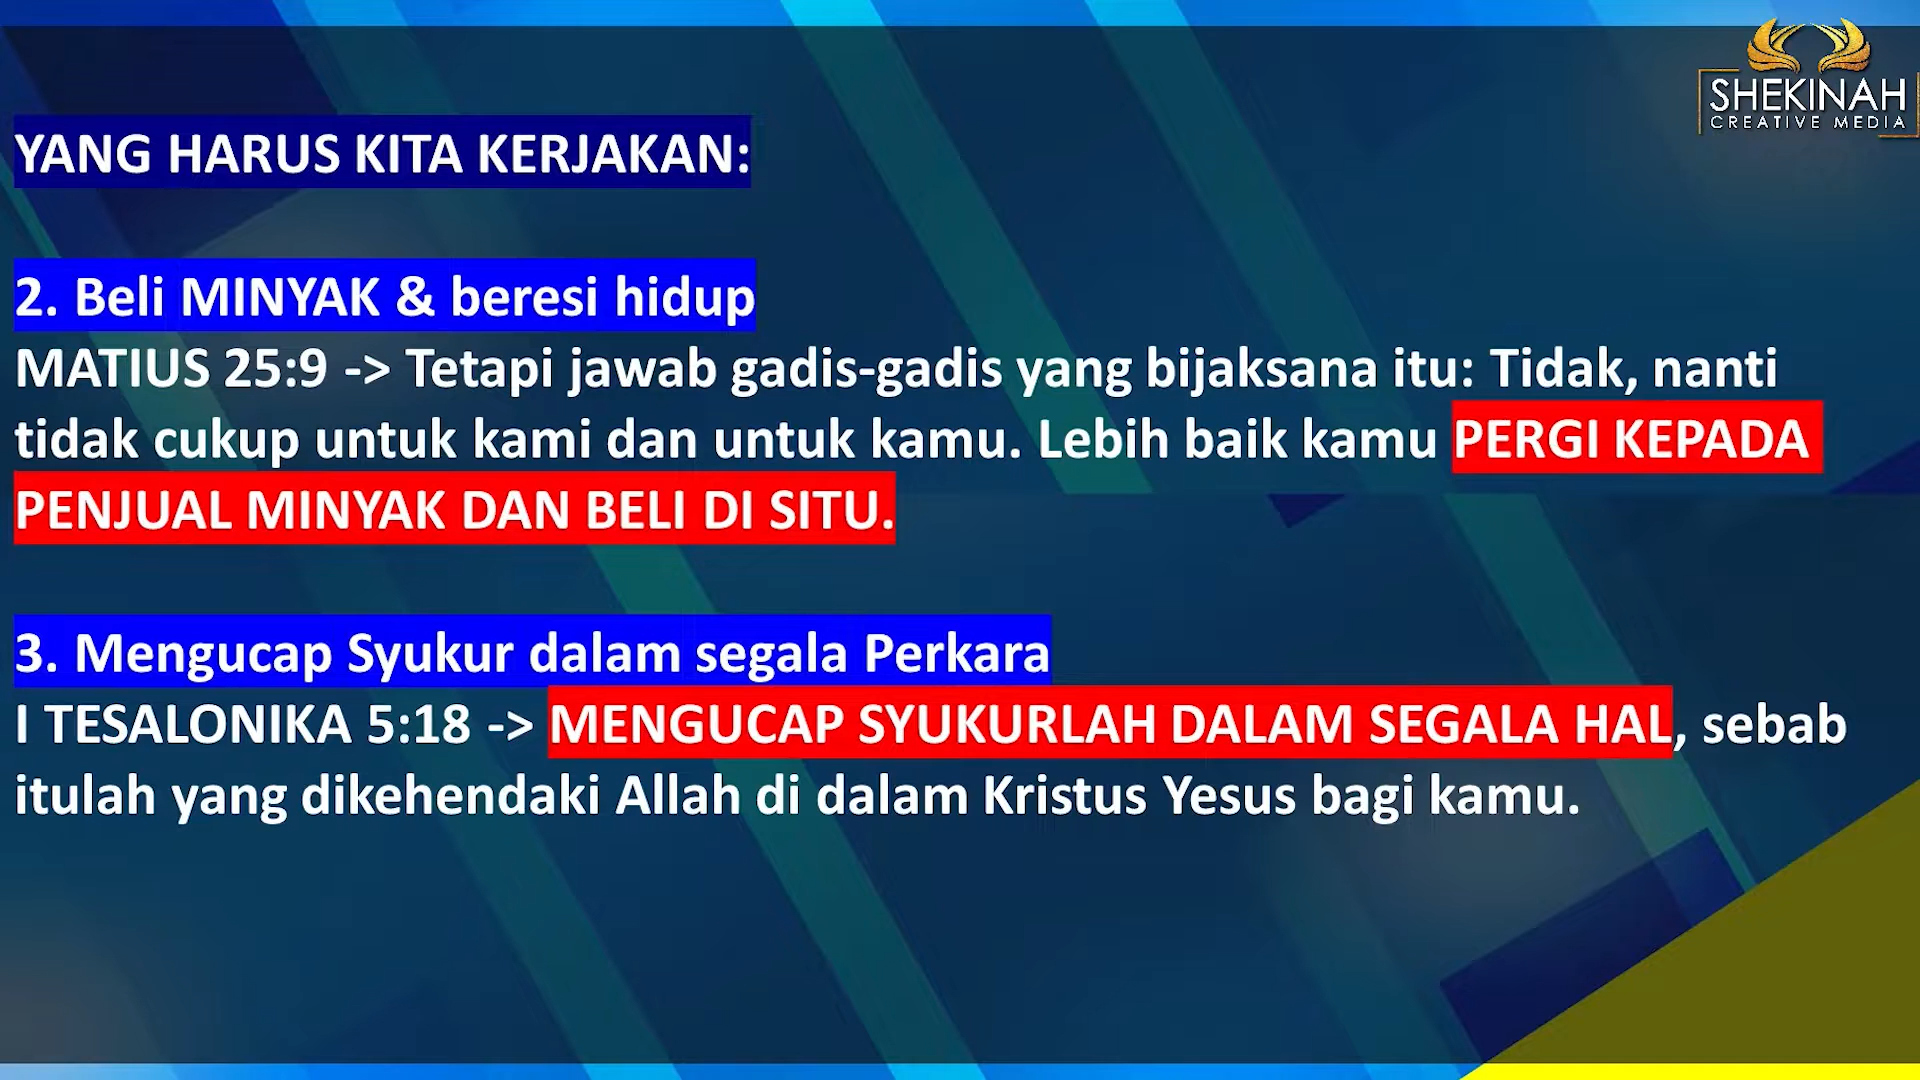 SHEKINAH
CREATIVE MEDIA
YANG HARUS KITA KERJAKAN:
2. Beli MINYAK & beresi hidup
MATIUS 25:9 -> Tetapi jawab gadis-gadis yang bijaksana itu: Tidak, nanti
tidak cukup untuk kami dan untuk kamu. Lebih baik kamu PERGI KEPADA
PENJUAL MINYAK DAN BELI DI SITU.
3. Mengucap Syukur dalam segala Perkara
I TESALONIKA 5:18 -> MENGUCAP SYUKURLAH DALAM SEGALA HAL, sebab
itulah yang dikehendaki Allah di dalam Kristus Yesus bagi kamu.